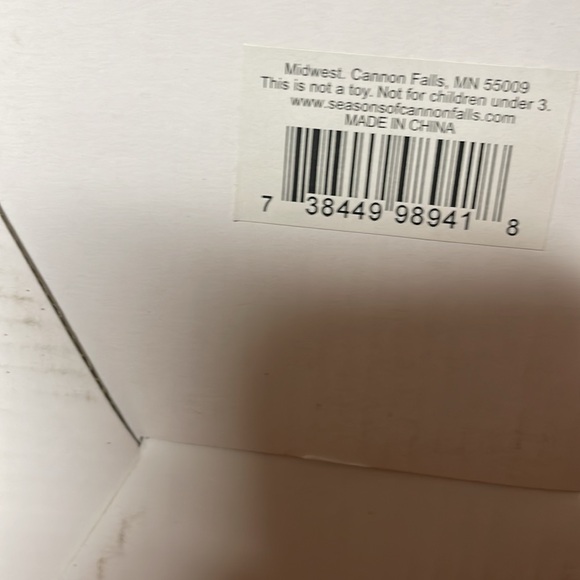 Midwest. Cannon Falls, MN 55009
This is not a toy. Not for children under 3.
www.seasonsofcannonfalls.com
MADE IN CHINA
7 38449 98941 8